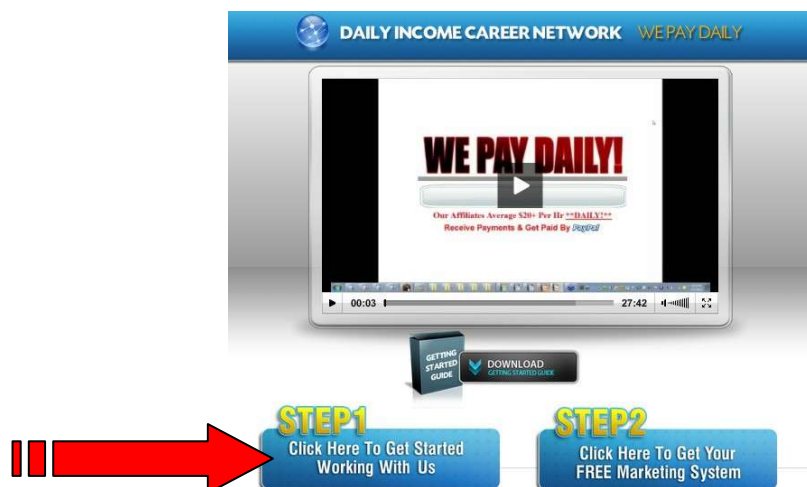 DAILY INCOME CAREER NETWORK WE PAY DAILY
WE PAY DAILY!
Our Affiliates Average $20+ Per Hr **DAILY!**
Receive Payments & Get Paid By PayPal
00:03 27:42
GETTING
STARTED
GUIDE
DOWNLOAD
GETTING STARTED GUIDE
STEP1
Click Here To Get Started
Working With Us
STEP2
Click Here To Get Your
FREE Marketing System